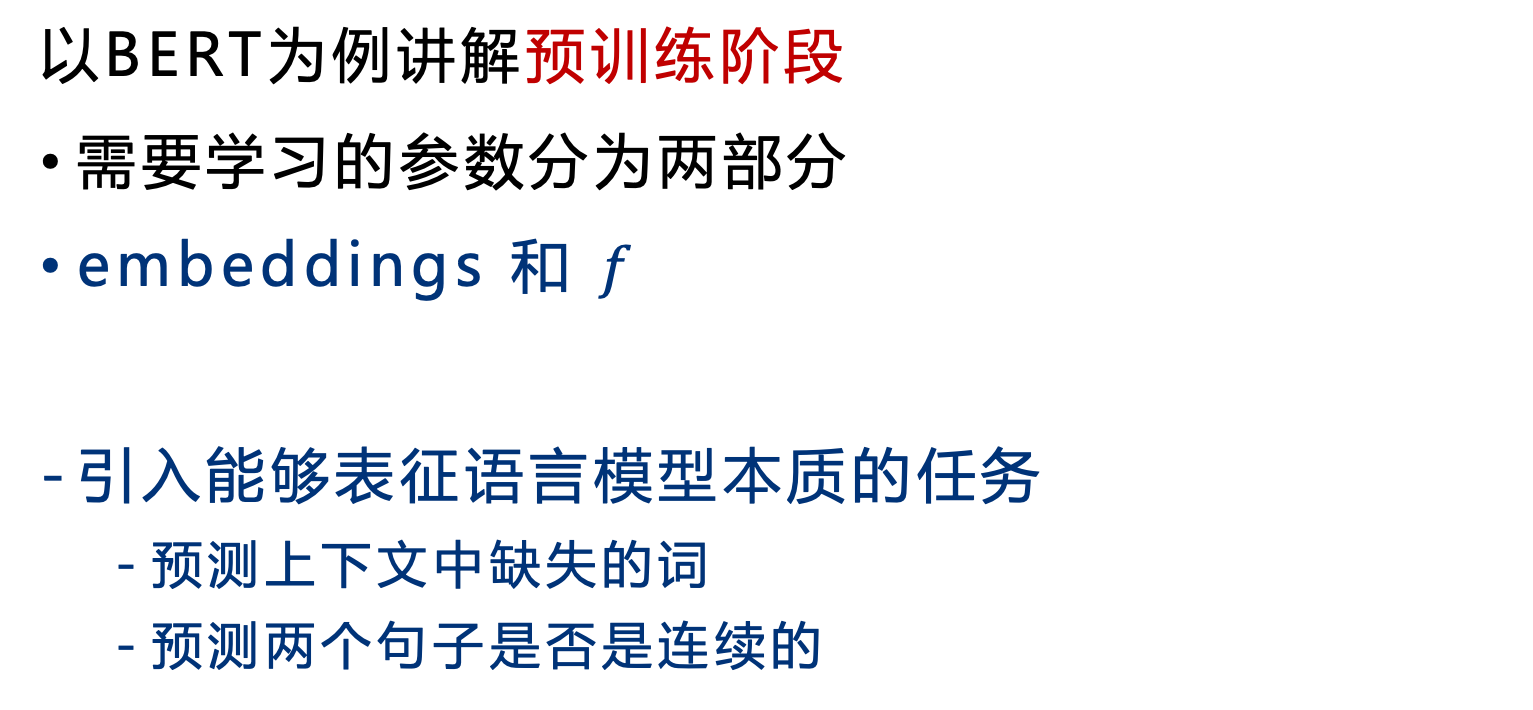 以BERT为例讲解预训练阶段
• 需要学习的参数分为两部分
• embeddings 和 f
- 引入能够表征语言模型本质的任务
- 预测上下文中缺失的词
- 预测两个句子是否是连续的